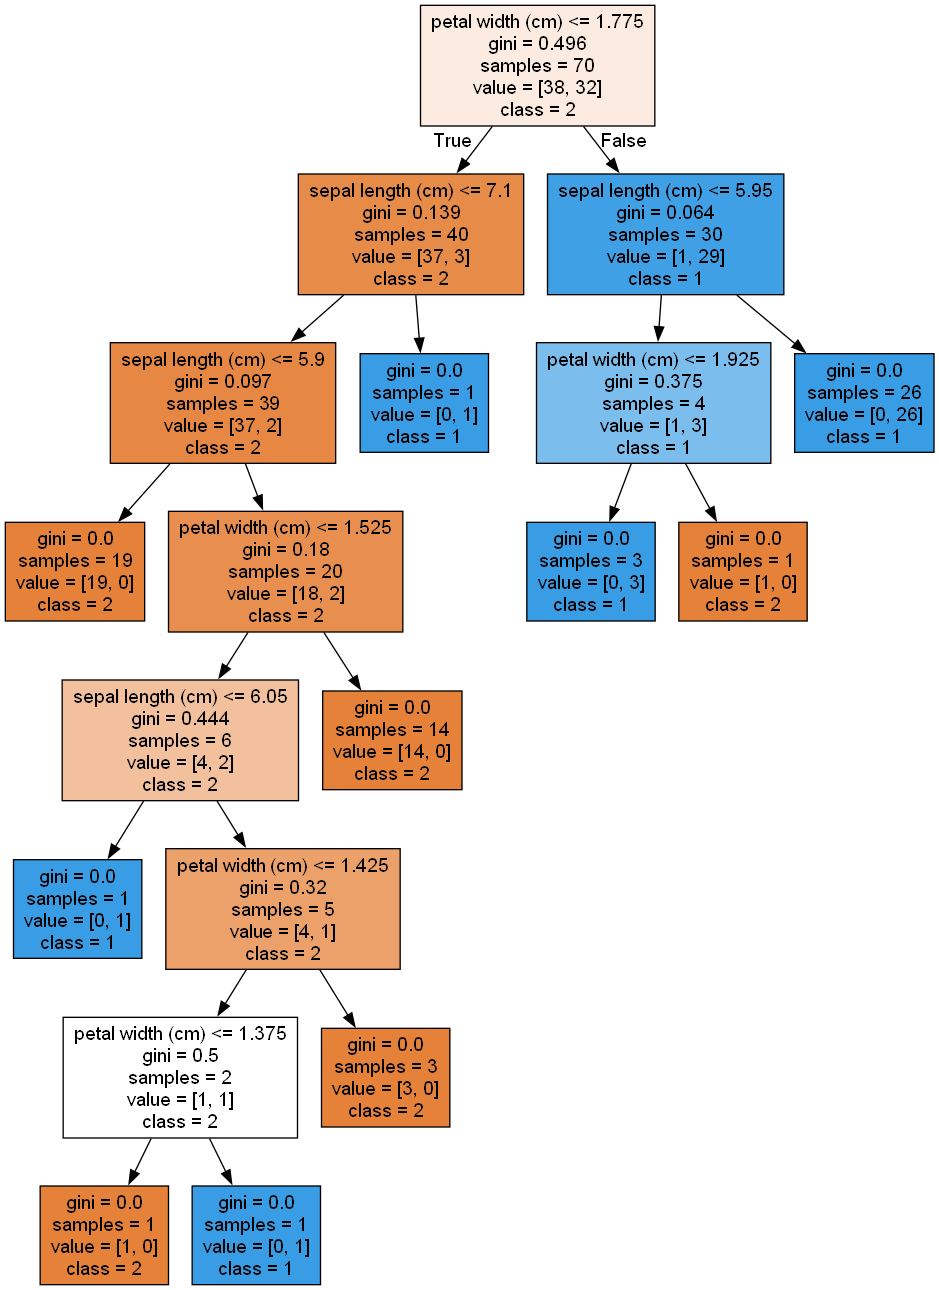 petal width (cm) <= 1.775
gini = 0.496
samples = 70
value = [38, 32]
class = 2
True
False
sepal length (cm) <= 7.1
gini = 0.139
samples = 40
value = [37, 3]
class = 2
sepal length (cm) <= 5.95
gini = 0.064
samples = 30
value = [1, 29]
class = 1
sepal length (cm) <= 5.9
gini = 0.097
samples = 39
value = [37, 2]
class = 2
gini = 0.0
samples = 1
value = [0, 1]
class = 1
petal width (cm) <= 1.925
gini = 0.375
samples = 4
value = [1, 3]
class = 1
gini = 0.0
samples = 26
value = [0, 26]
class = 1
gini = 0.0
samples = 19
value = [19, 0]
class = 2
petal width (cm) <= 1.525
gini = 0.18
samples = 20
value = [18, 2]
class = 2
gini = 0.0
samples = 3
value = [0, 3]
class = 1
gini = 0.0
samples = 1
value = [1, 0]
class = 2
sepal length (cm) <= 6.05
gini = 0.444
samples = 6
value = [4, 2]
class = 2
gini = 0.0
samples = 14
value = [14, 0]
class = 2
gini = 0.0
samples = 1
value = [0, 1]
class = 1
petal width (cm) <= 1.425
gini = 0.32
samples = 5
value = [4, 1]
class = 2
petal width (cm) <= 1.375
gini = 0.5
samples = 2
value = [1, 1]
class = 2
gini = 0.0
samples = 3
value = [3, 0]
class = 2
gini = 0.0
samples = 1
value = [1, 0]
class = 2
gini = 0.0
samples = 1
value = [0, 1]
class = 1